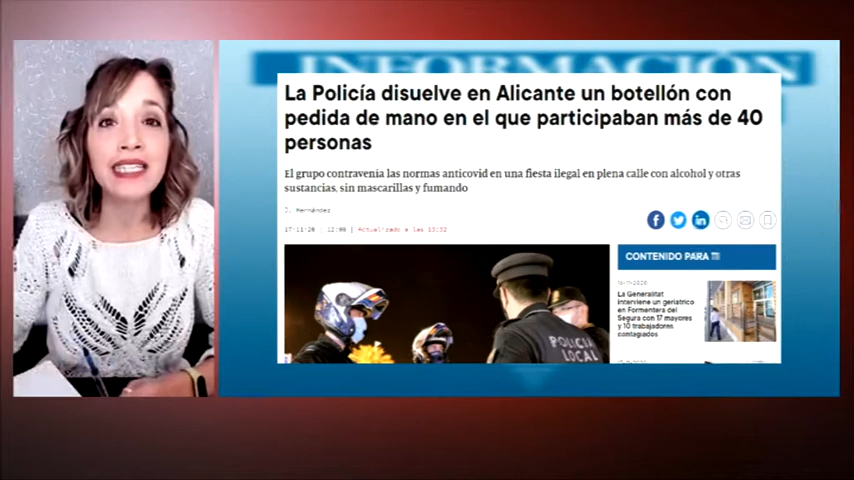 INFORMACIÓN
La Policía disuelve en Alicante un botellón con
pedida de mano en el que participaban más de 40
personas
El grupo contravenía las normas anticovid en una fiesta ilegal en plena calle con alcohol y otras
sustancias, sin mascarillas y fumando
J. Hernández
17·11·20 | 12:00 | Actualizado a las 13:32
CONTENIDO PARA TI
16·11·2020
La Generalitat
interviene un geriátrico
en Formentera del
Segura con 17 mayores
y 10 trabajadores
contagiados
POLICIA
LOCAL